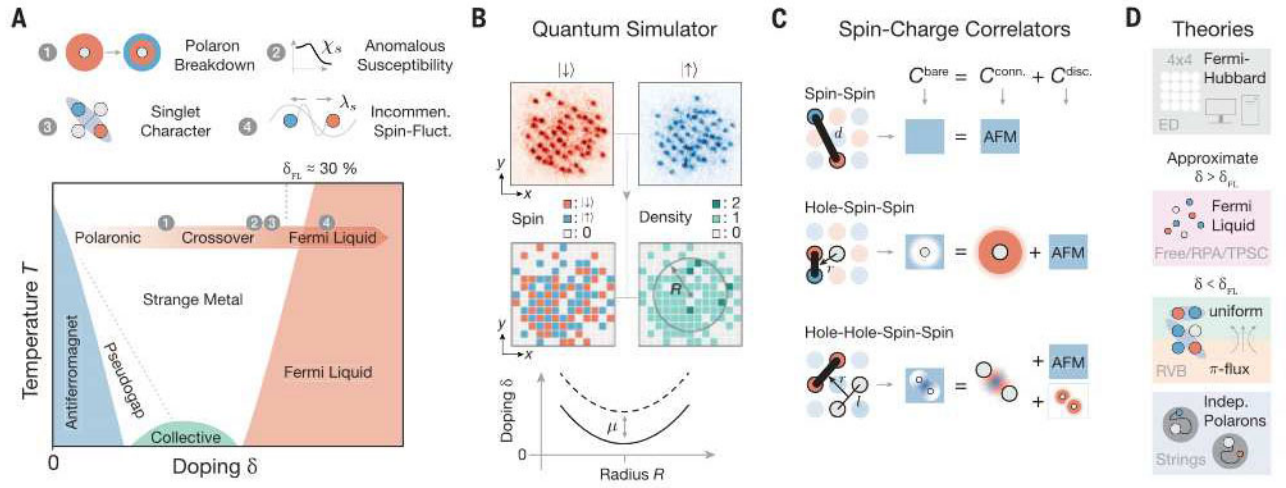 A
1
Polaron
Breakdown
2
χs
Anomalous
Susceptibility
3
Singlet
Character
4
λs
Incommen.
Spin-Fluct.
δFL ≈ 30 %
1
2
3
4
Polaronic
Crossover
Fermi Liquid
Strange Metal
Pseudogap
Antiferromagnet
Fermi Liquid
Collective
Temperature T
0
Doping δ
B
Quantum Simulator
|↓⟩
|↑⟩
y
x
Spin
: |↓⟩
: |↑⟩
: 0
Density
: 2
: 1
: 0
R
y
x
Doping δ
μ
0
Radius R
C
Spin-Charge Correlators
Cbare = Cconn. + Cdisc.
Spin-Spin
d
= AFM
Hole-Spin-Spin
r
= + AFM
Hole-Hole-Spin-Spin
r
l
= + AFM
+
D
Theories
4x4
Fermi-
Hubbard
ED
Approximate
δ > δFL
Fermi
Liquid
Free/RPA/TPSC
δ < δFL
uniform
RVB
π-flux
Indep.
Polarons
Strings